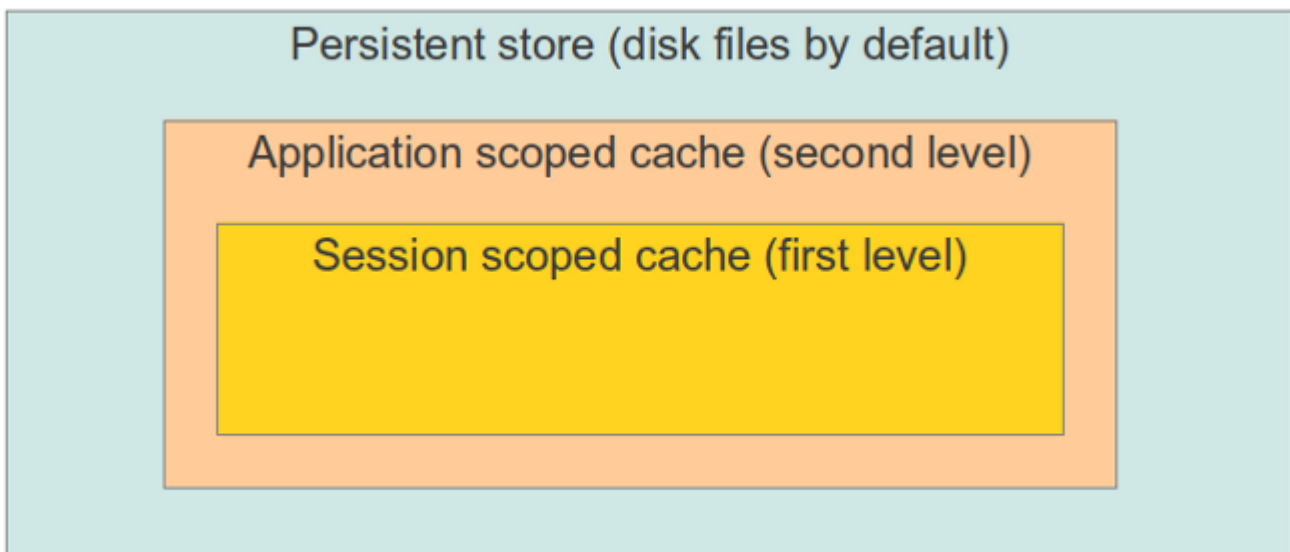 Persistent store (disk files by default)
Application scoped cache (second level)
Session scoped cache (first level)